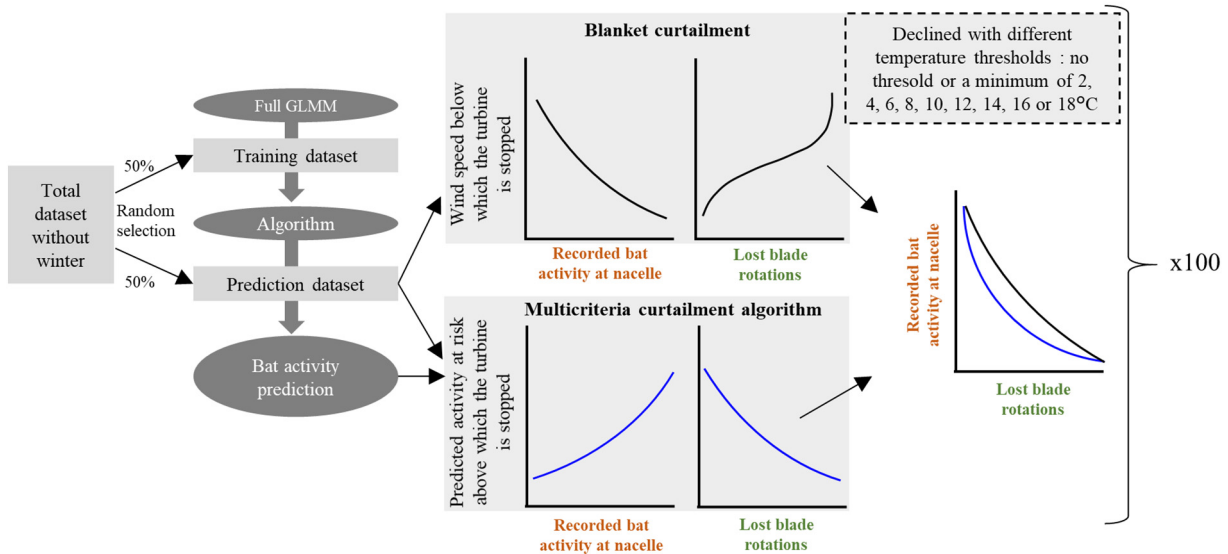 Total
dataset
without
winter
50%
Random
selection
50%
Full GLMM
Training dataset
Algorithm
Prediction dataset
Bat activity
prediction
Blanket curtailment
Wind speed below
which the turbine
is stopped
Recorded bat
activity at nacelle
Lost blade
rotations
Multicriteria curtailment algorithm
Predicted activity at risk
above which the turbine
is stopped
Recorded bat
activity at nacelle
Lost blade
rotations
Declined with different
temperature thresholds : no
thresold or a minimum of 2,
4, 6, 8, 10, 12, 14, 16 or 18°C
Recorded bat
activity at nacelle
Lost blade
rotations
x100